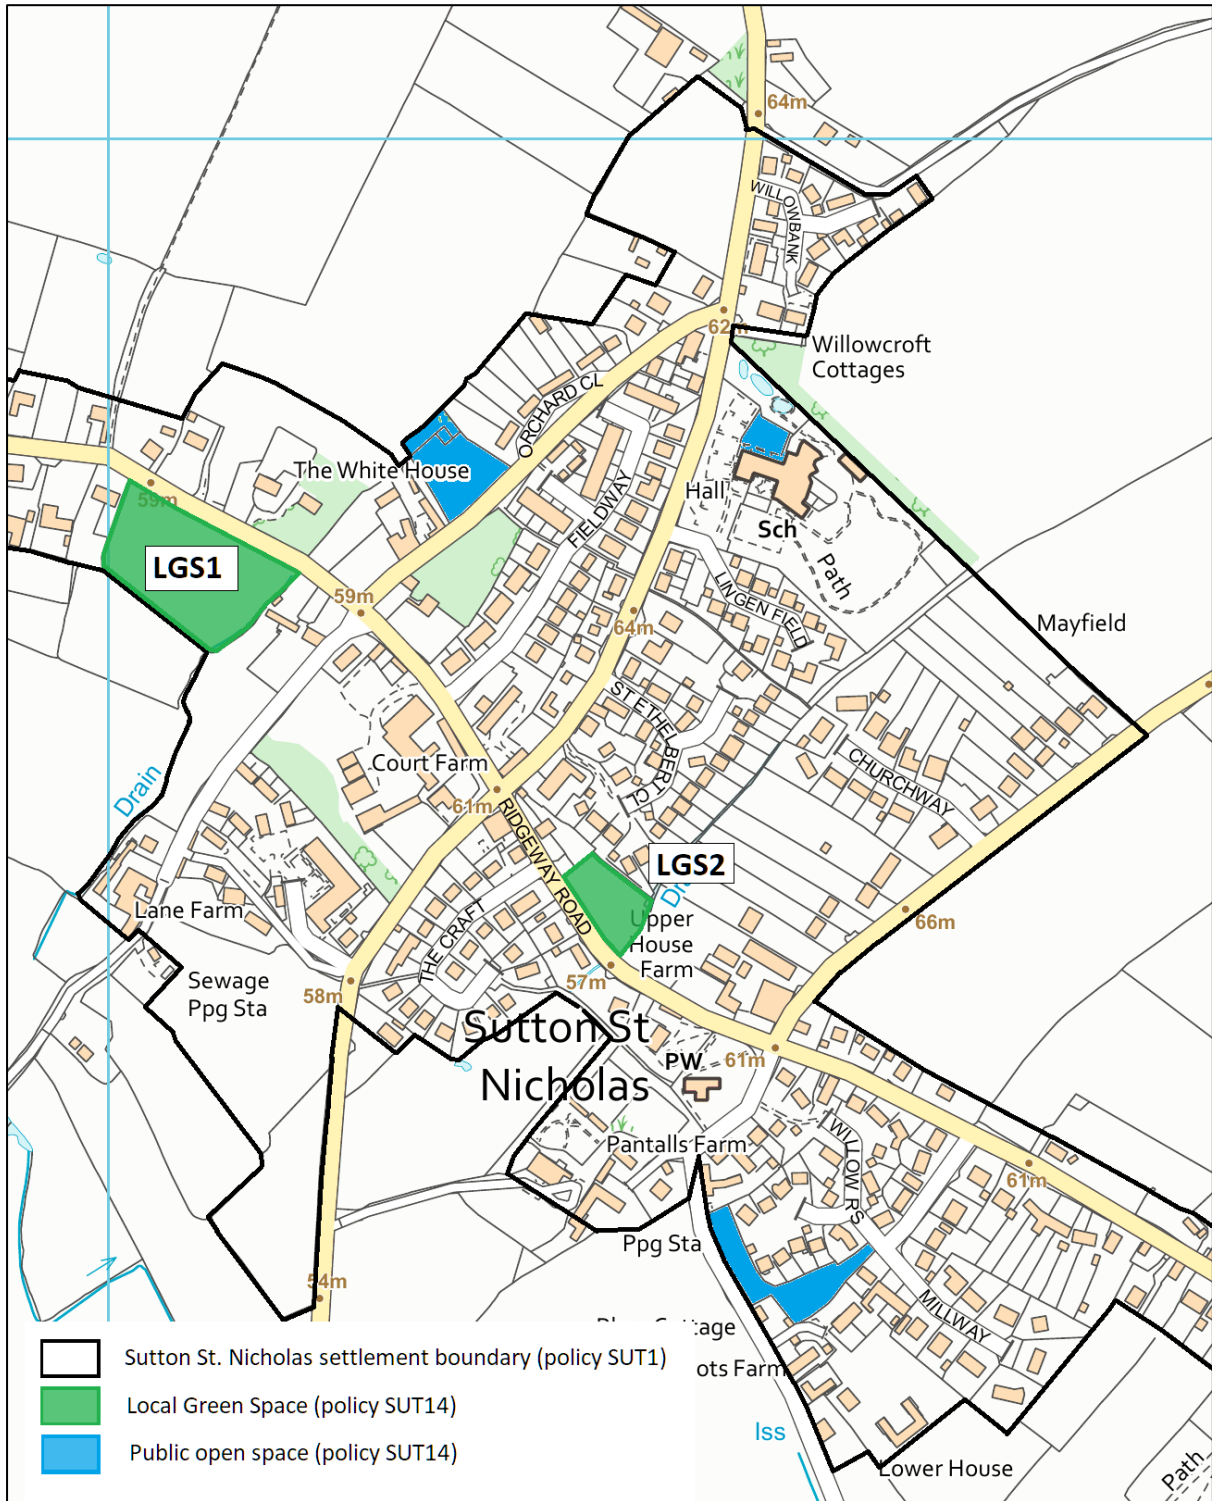 64m
WILLOWBANK
62m
Willowcroft
Cottages
ORCHARD CL
The White House
59m
Hall
FIELDWAY
Sch
Path
LGS1
LINGEN FIELD
59m
64m
Mayfield
ST ETHELBERT CL
Court Farm
Drain
CHURCHWAY
61m
RIDGEWAY ROAD
LGS2
Lane Farm
THE CRAFT
Upper
House
Farm
66m
Sewage
Ppg Sta
58m
57m
Sutton St
Nicholas
PW
61m
Pantalls Farm
WILLOW RS
61m
Ppg Sta
54m
MILLWAY
Cottage
ots Farm
Iss
Lower House
Path
Sutton St. Nicholas settlement boundary (policy SUT1)
Local Green Space (policy SUT14)
Public open space (policy SUT14)